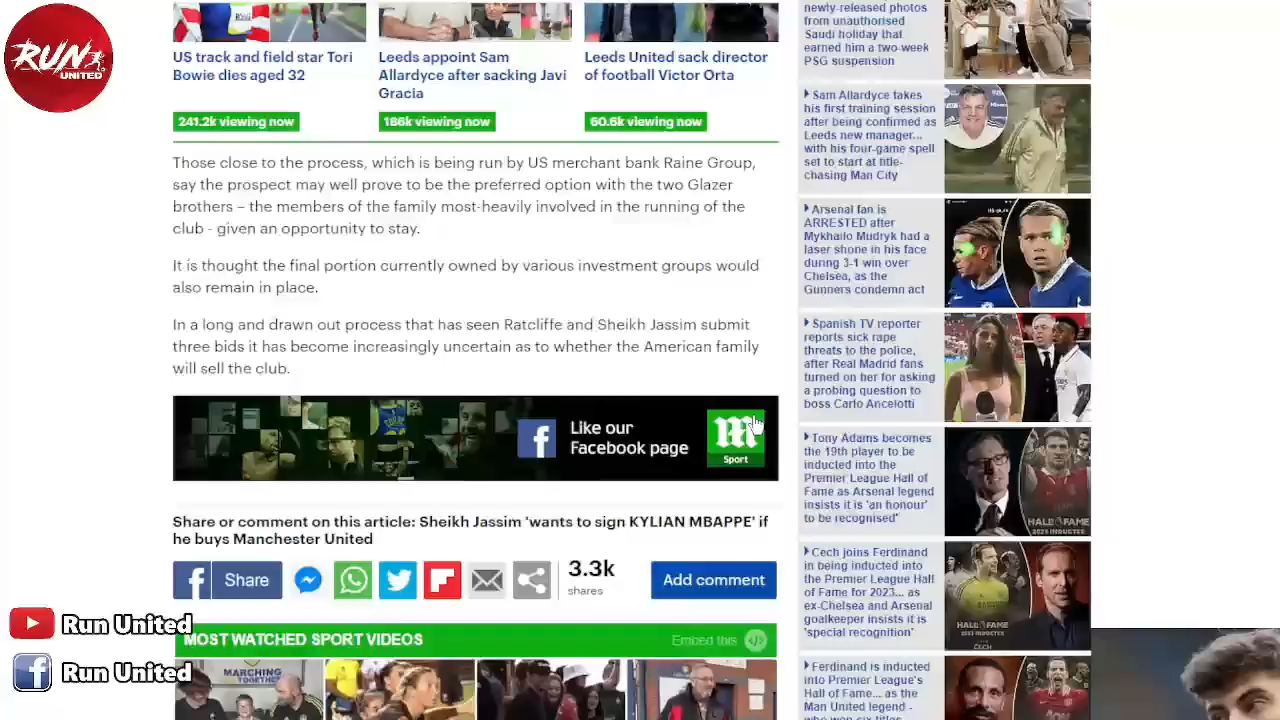 RUN
UNITED
US track and field star Tori
Bowie dies aged 32
241.2k viewing now
Leeds appoint Sam
Allardyce after sacking Javi
Gracia
186k viewing now
Leeds United sack director
of football Victor Orta
60.6k viewing now
Those close to the process, which is being run by US merchant bank Raine Group,
say the prospect may well prove to be the preferred option with the two Glazer
brothers – the members of the family most-heavily involved in the running of the
club - given an opportunity to stay.
It is thought the final portion currently owned by various investment groups would
also remain in place.
In a long and drawn out process that has seen Ratcliffe and Sheikh Jassim submit
three bids it has become increasingly uncertain as to whether the American family
will sell the club.
Like our
Facebook page
Sport
Share or comment on this article: Sheikh Jassim 'wants to sign KYLIAN MBAPPE' if
he buys Manchester United
Share
3.3k
shares
Add comment
MOST WATCHED SPORT VIDEOS
Embed this
MARCHING
TOGETHER
Run United
Run United
newly-released photos
from unauthorised
Saudi holiday that
earned him a two-week
PSG suspension
Sam Allardyce takes
his first training session
after being confirmed as
Leeds new manager...
with his four-game spell
set to start at title-
chasing Man City
Arsenal fan is
ARRESTED after
Mykhailo Mudryk had a
laser shone in his face
during 3-1 win over
Chelsea, as the
Gunners condemn act
Spanish TV reporter
reports sick rape
threats to the police,
after Real Madrid fans
turned on her for asking
a probing question to
boss Carlo Ancelotti
Tony Adams becomes
the 19th player to be
inducted into the
Premier League Hall of
Fame as Arsenal legend
insists it is 'an honour'
to be recognised'
HALL FAME
2023 INDUCTEE
Cech joins Ferdinand
in being inducted into
the Premier League Hall
of Fame for 2023... as
ex-Chelsea and Arsenal
goalkeeper insists it is
'special recognition'
HALL FAME
2023 INDUCTEE
CECH
Ferdinand is inducted
into Premier League's
Hall of Fame... as the
Man United legend -
who won six titles